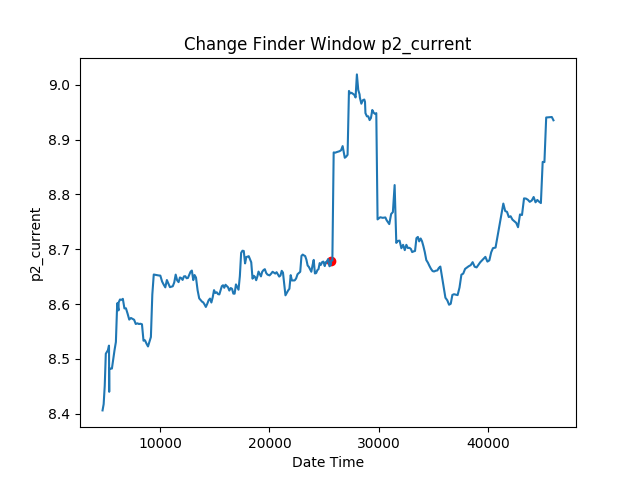 Change Finder Window p2_current
9.0
8.9
8.8
8.7
8.6
8.5
8.4
p2_current
10000 20000 30000 40000
Date Time